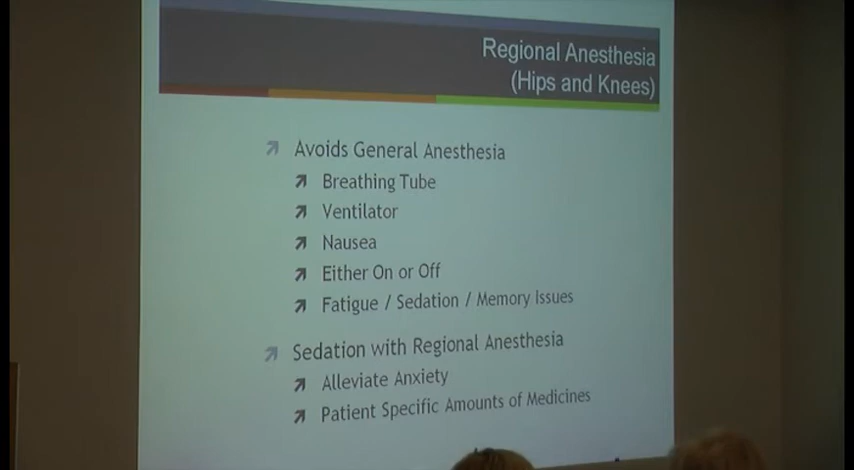 Regional Anesthesia
(Hips and Knees)
Avoids General Anesthesia
Breathing Tube
Ventilator
Nausea
Either On or Off
Fatigue / Sedation / Memory Issues
Sedation with Regional Anesthesia
Alleviate Anxiety
Patient Specific Amounts of Medicines